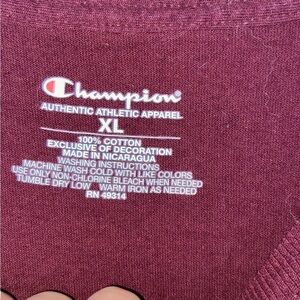 Champion
AUTHENTIC ATHLETIC APPAREL
XL
100% COTTON
EXCLUSIVE OF DECORATION
MADE IN NICARAGUA
WASHING INSTRUCTIONS
MACHINE WASH COLD WITH LIKE COLORS
USE ONLY NON-CHLORINE BLEACH WHEN NEEDED
TUMBLE DRY LOW WARM IRON AS NEEDED
RN 49314